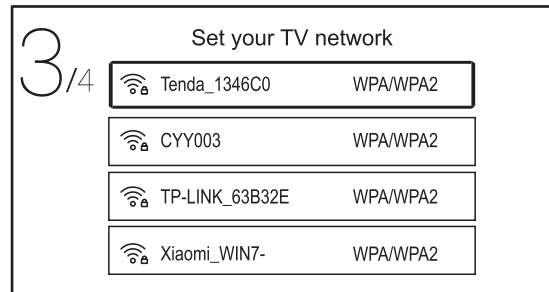 Set your TV network
3/4
Tenda_1346C0 WPA/WPA2
CYY003 WPA/WPA2
TP-LINK_63B32E WPA/WPA2
Xiaomi_WIN7- WPA/WPA2